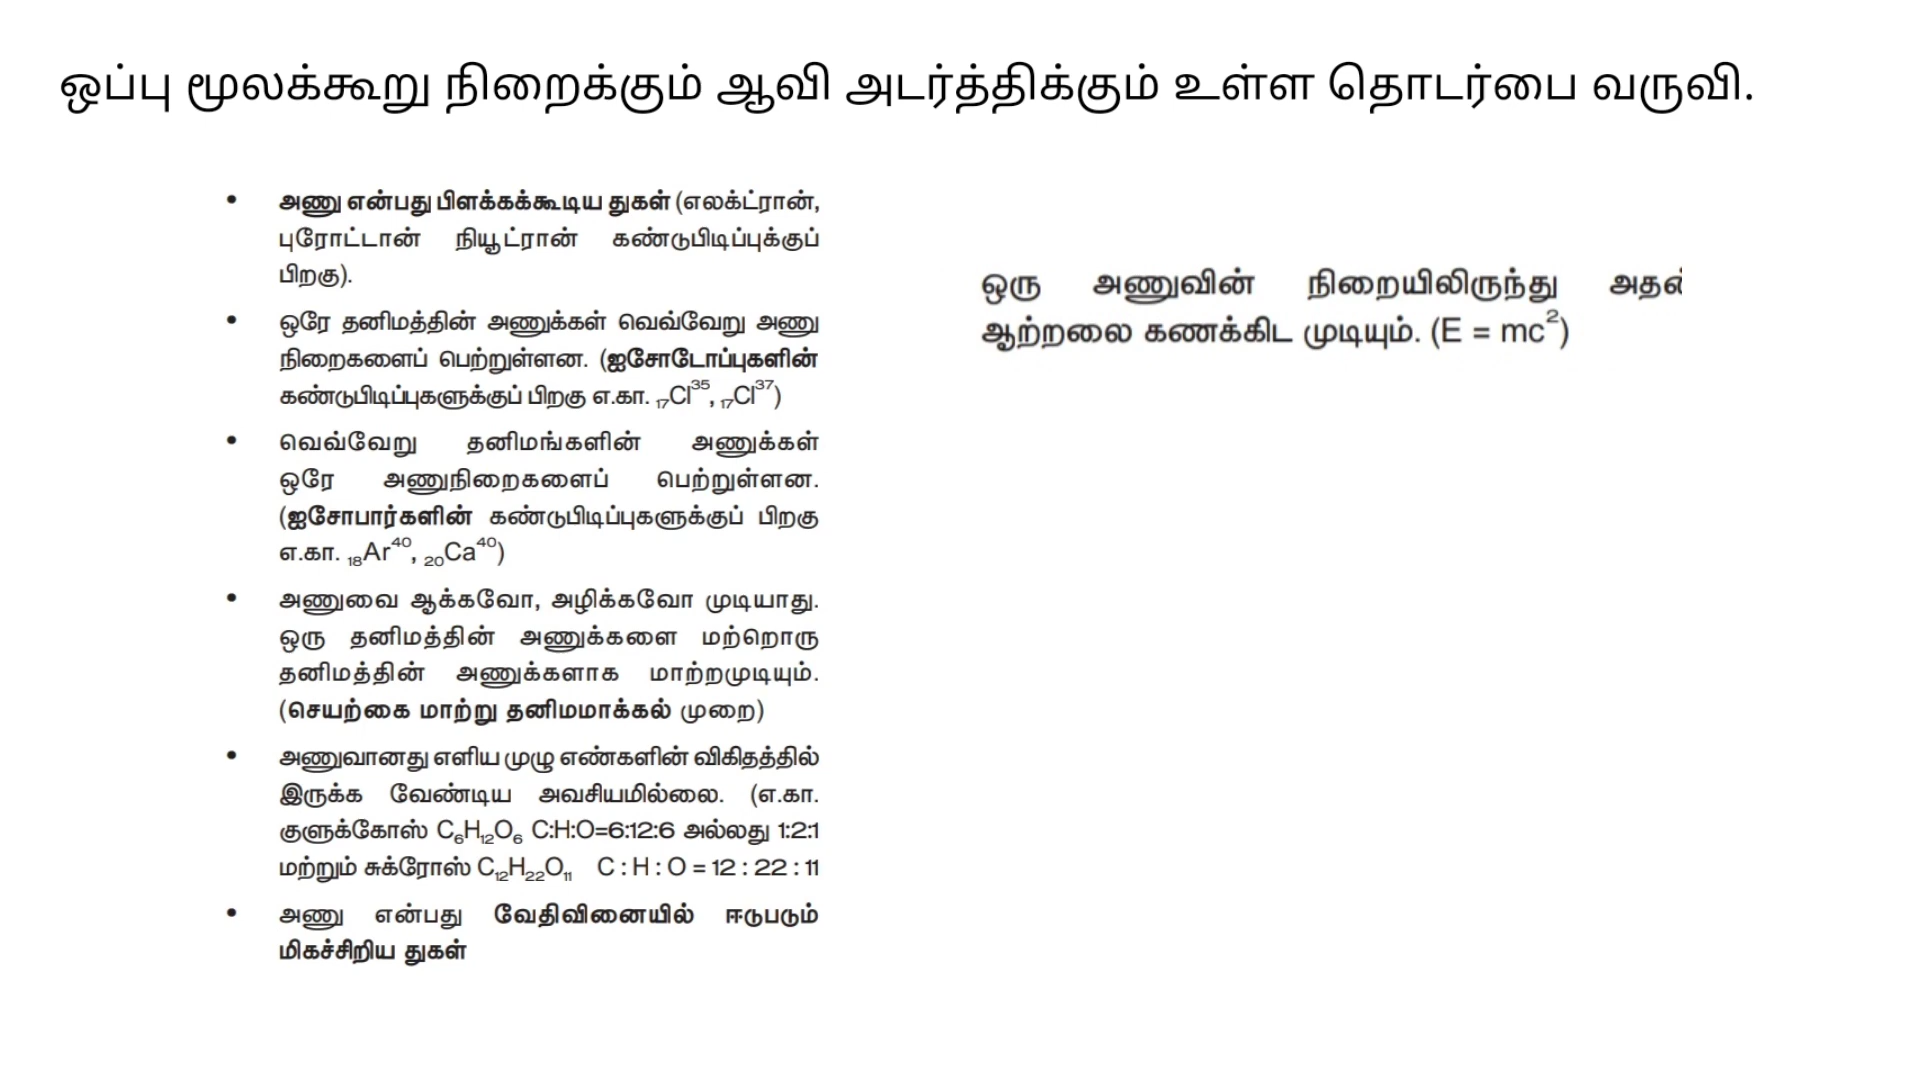 ஒப்பு மூலக்கூறு நிறைக்கும் ஆவி அடர்த்திக்கும் உள்ள தொடர்பை வருவி.
• அணு என்பது பிளக்கக்கூடிய துகள் (எலக்ட்ரான்,
புரோட்டான் நியூட்ரான் கண்டுபிடிப்புக்குப்
பிறகு).
• ஒரே தனிமத்தின் அணுக்கள் வெவ்வேறு அணு
நிறைகளைப் பெற்றுள்ளன. (ஐசோடோப்புகளின்
கண்டுபிடிப்புகளுக்குப் பிறகு எ.கா. ₁₇Cl³⁵, ₁₇Cl³⁷)
• வெவ்வேறு தனிமங்களின் அணுக்கள்
ஒரே அணுநிறைகளைப் பெற்றுள்ளன.
(ஐசோபார்களின் கண்டுபிடிப்புகளுக்குப் பிறகு
எ.கா. ₁₈Ar⁴⁰, ₂₀Ca⁴⁰)
• அணுவை ஆக்கவோ, அழிக்கவோ முடியாது.
ஒரு தனிமத்தின் அணுக்களை மற்றொரு
தனிமத்தின் அணுக்களாக மாற்றமுடியும்.
(செயற்கை மாற்று தனிமமாக்கல் முறை)
• அணுவானது எளிய முழு எண்களின் விகிதத்தில்
இருக்க வேண்டிய அவசியமில்லை. (எ.கா.
குளுக்கோஸ் C₆H₁₂O₆ C:H:O=6:12:6 அல்லது 1:2:1
மற்றும் சுக்ரோஸ் C₁₂H₂₂O₁₁ C : H : O = 12 : 22 : 11
• அணு என்பது வேதிவினையில் ஈடுபடும்
மிகச்சிறிய துகள்
ஒரு அணுவின் நிறையிலிருந்து அதன்
ஆற்றலை கணக்கிட முடியும். (E = mc²)